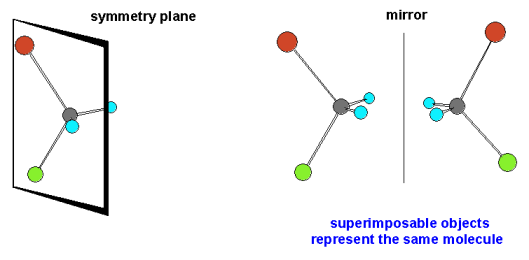 symmetry plane
mirror
superimposable objects
represent the same molecule